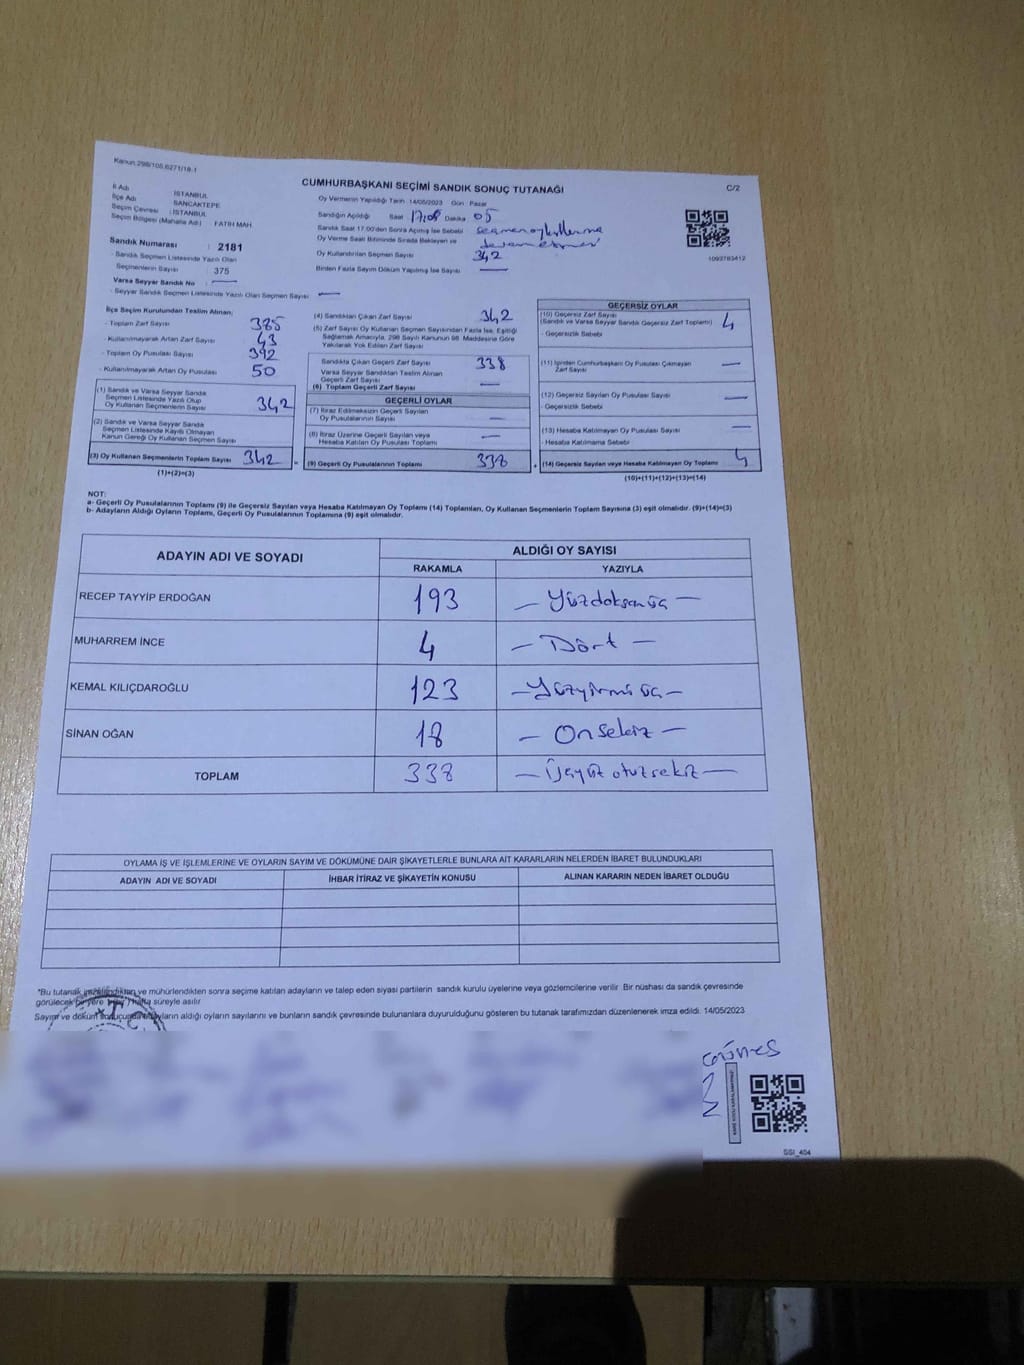 Kanun:298/105,6271/18-1
CUMHURBAŞKANI SEÇİMİ SANDIK SONUÇ TUTANAĞI
C/2
İl Adı : İSTANBUL
İlçe Adı : SANCAKTEPE
Seçim Çevresi : İSTANBUL
Seçim Bölgesi (Mahalle Adı) : FATİH MAH
Sandık Numarası : 2181
- Sandık Seçmen Listesinde Yazılı Olan
Seçmenlerin Sayısı : 375
Varsa Seyyar Sandık No : —
- Seyyar Sandık Seçmen Listesinde Yazılı Olan Seçmen Sayısı : —
Oy Vermenin Yapıldığı Tarih 14/05/2023 Gün: Pazar
Sandığın Açıldığı Saat Dakika 05
Sandık Saat 17.00'den Sonra Açılmış İse Sebebi
Oy Verme Saati Bitiminde Sırada Bekleyen ve
Oy Kullandırılan Seçmen Sayısı 342
Birden Fazla Sayım Döküm Yapılmış İse Sayısı —
1093783412
İlçe Seçim Kurulundan Teslim Alınan;
- Toplam Zarf Sayısı 385
- Kullanılmayarak Artan Zarf Sayısı 43
- Toplam Oy Pusulası Sayısı 392
- Kullanılmayarak Artan Oy Pusulası 50
(1) Sandık ve Varsa Seyyar Sandık
Seçmen Listesinde Yazılı Olup
Oy Kullanan Seçmenlerin Sayısı 342
(2) Sandık ve Varsa Seyyar Sandık
Seçmen Listesinde Kayıtlı Olmayan
Kanun Gereği Oy Kullanan Seçmen Sayısı
(3) Oy Kullanan Seçmenlerin Toplam Sayısı 342
(1)+(2)=(3)
(4) Sandıktan Çıkan Zarf Sayısı 342
(5) Zarf Sayısı Oy Kullanan Seçmen Sayısından Fazla İse, Eşitliği
Sağlamak Amacıyla, 298 Sayılı Kanunun 98. Maddesine Göre
Yakılarak Yok Edilen Zarf Sayısı
Sandıkta Çıkan Geçerli Zarf Sayısı 338
Varsa Seyyar Sandıktan Teslim Alınan
Geçerli Zarf Sayısı —
(6) Toplam Geçerli Zarf Sayısı
GEÇERLİ OYLAR
(7) İtiraz Edilmeksizin Geçerli Sayılan
Oy Pusulalarının Sayısı —
(8) İtiraz Üzerine Geçerli Sayılan veya
Hesaba Katılan Oy Pusulası Toplamı —
(9) Geçerli Oy Pusulalarının Toplamı 338
GEÇERSİZ OYLAR
(10) Geçersiz Zarf Sayısı
(Sandık ve Varsa Seyyar Sandık Geçersiz Zarf Toplamı) 4
- Geçersizlik Sebebi
(11) İçinden Cumhurbaşkanı Oy Pusulası Çıkmayan
Zarf Sayısı —
(12) Geçersiz Sayılan Oy Pusulası Sayısı —
- Geçersizlik Sebebi
(13) Hesaba Katılmayan Oy Pusulası Sayısı —
- Hesaba Katılmama Sebebi
(14) Geçersiz Sayılan veya Hesaba Katılmayan Oy Toplamı 4
(10)+(11)+(12)+(13)=(14)
NOT:
a- Geçerli Oy Pusulalarının Toplamı (9) ile Geçersiz Sayılan veya Hesaba Katılmayan Oy Toplamı (14) Toplamları, Oy Kullanan Seçmenlerin Toplam Sayısına (3) eşit olmalıdır. (9)+(14)=(3)
b- Adayların Aldığı Oyların Toplamı, Geçerli Oy Pusulalarının Toplamına (9) eşit olmalıdır.
ADAYIN ADI VE SOYADI
ALDIĞI OY SAYISI
RAKAMLA YAZIYLA
RECEP TAYYİP ERDOĞAN 193 — Yüzdoksanüç —
MUHARREM İNCE 4 — Dört —
KEMAL KILIÇDAROĞLU 123 — Yüzyirmiüç —
SİNAN OĞAN 18 — Onsekiz —
TOPLAM 338 — Üçyüz otuzsekiz —
OYLAMA İŞ VE İŞLEMLERİNE VE OYLARIN SAYIM VE DÖKÜMÜNE DAİR ŞİKAYETLERLE BUNLARA AİT KARARLARIN NELERDEN İBARET BULUNDUKLARI
ADAYIN ADI VE SOYADI İHBAR İTİRAZ VE ŞİKAYETİN KONUSU ALINAN KARARIN NEDEN İBARET OLDUĞU
*Bu tutanak imzalandıktan ve mühürlendikten sonra seçime katılan adayların ve talep eden siyasi partilerin sandık kurulu üyelerine veya gözlemcilerine verilir. Bir nüshası da sandık çevresinde
görülecek bir yere hafta süreyle asılır
Sayım ve döküm sonucunda adayların aldığı oyların sayılarını ve bunların sandık çevresinde bulunanlara duyurulduğunu gösteren bu tutanak tarafımızdan düzenlenerek imza edildi. 14/05/2023
T.C.
Güneş
SSI_404